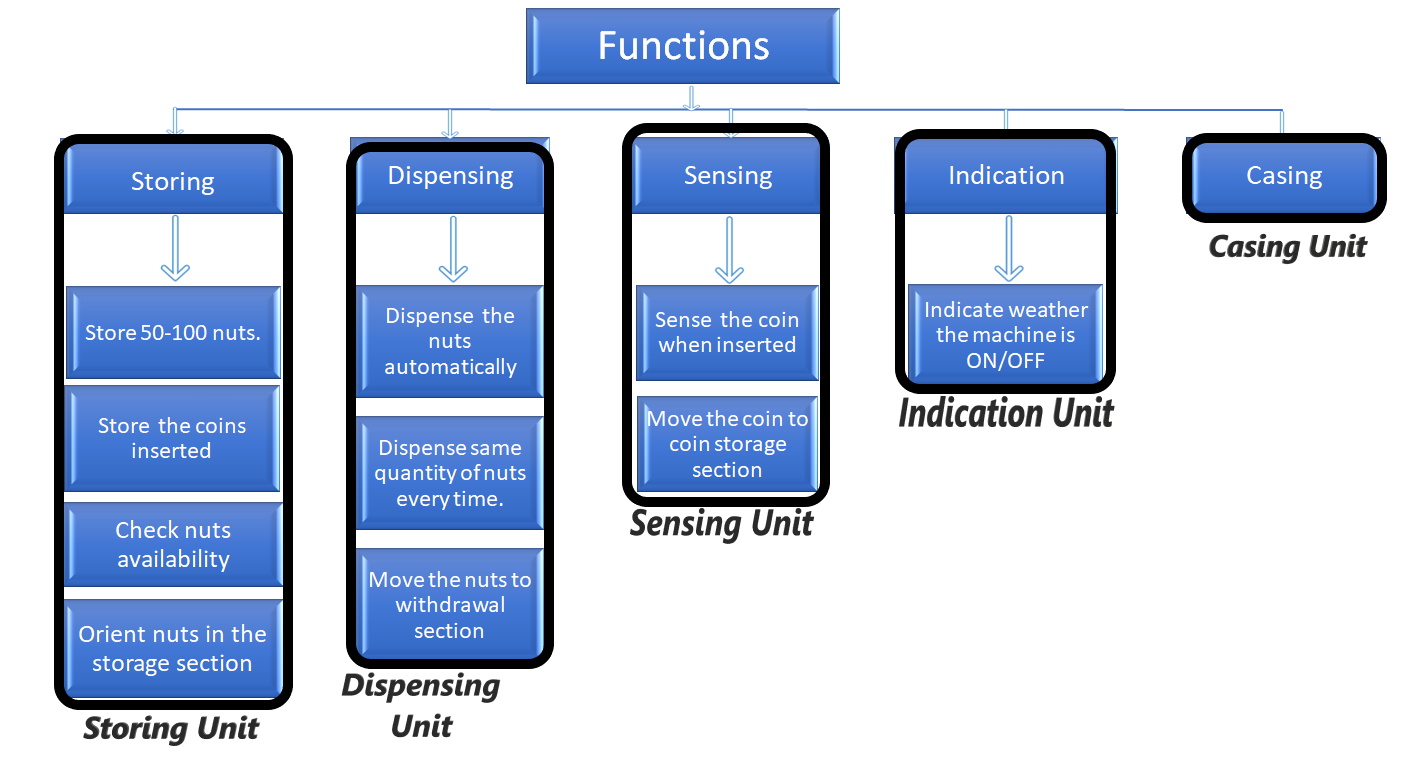 Functions
Storing
Store 50-100 nuts.
Store the coins
inserted
Check nuts
availability
Orient nuts in the
storage section
Storing Unit
Dispensing
Dispense the
nuts
automatically
Dispense same
quantity of nuts
every time.
Move the nuts to
withdrawal
section
Dispensing
Unit
Sensing
Sense the coin
when inserted
Move the coin to
coin storage
section
Sensing Unit
Indication
Indicate weather
the machine is
ON/OFF
Indication Unit
Casing
Casing Unit